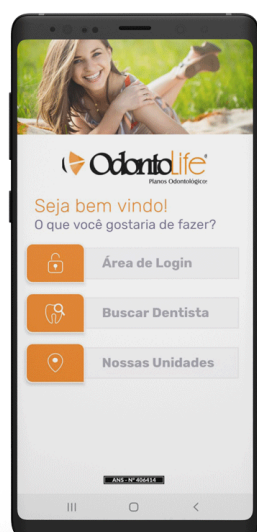 OdontoLife
Planos Odontológicos
Seja bem vindo!
O que você gostaria de fazer?
Área de Login
Buscar Dentista
Nossas Unidades
ANS - Nº 406414